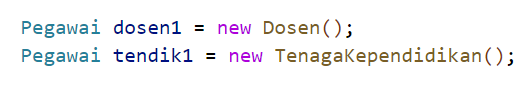 Pegawai dosen1 = new Dosen();
Pegawai tendik1 = new TenagaKependidikan();